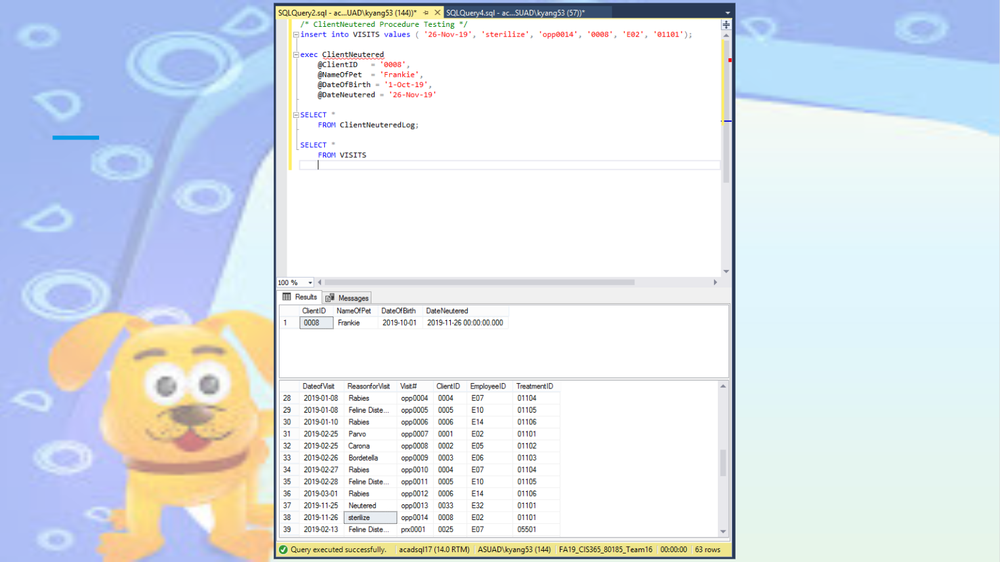 SQLQuery2.sql - ac...UAD\kyang53 (144))* SQLQuery4.sql - ac...SUAD\kyang53 (57))*
/* ClientNeutered Procedure Testing */
insert into VISITS values ( '26-Nov-19', 'sterilize', 'opp0014', '0008', 'E02', '01101');
exec ClientNeutered
@ClientID = '0008',
@NameOfPet = 'Frankie',
@DateOfBirth = '1-Oct-19',
@DateNeutered = '26-Nov-19'
SELECT *
FROM ClientNeuteredLog;
SELECT *
FROM VISITS
100 %
Results Messages
ClientID NameOfPet DateOfBirth DateNeutered
1 0008 Frankie 2019-10-01 2019-11-26 00:00:00.000
DateofVisit ReasonforVisit Visit# ClientID EmployeeID TreatmentID
28 2019-01-08 Rabies opp0004 0004 E07 01104
29 2019-01-08 Feline Diste... opp0005 0005 E10 01105
30 2019-01-10 Rabies opp0006 0006 E14 01106
31 2019-02-25 Parvo opp0007 0001 E02 01101
32 2019-02-25 Carona opp0008 0002 E05 01102
33 2019-02-26 Bordetella opp0009 0003 E06 01103
34 2019-02-27 Rabies opp0010 0004 E07 01104
35 2019-02-28 Feline Diste... opp0011 0005 E10 01105
36 2019-03-01 Rabies opp0012 0006 E14 01106
37 2019-11-25 Neutered opp0013 0033 E32 01101
38 2019-11-26 sterilize opp0014 0008 E02 01101
39 2019-02-13 Feline Diste... prx0001 0025 E07 05501
Query executed successfully. acadsql17 (14.0 RTM) ASUAD\kyang53 (144) FA19_CIS365_80185_Team16 00:00:00 63 rows